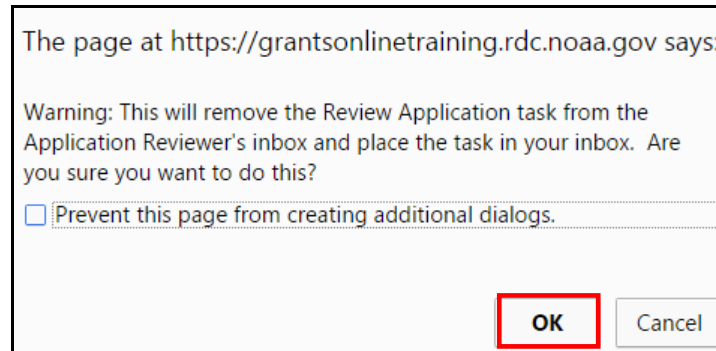 The page at https://grantsonlinetraining.rdc.noaa.gov says:
Warning: This will remove the Review Application task from the
Application Reviewer's inbox and place the task in your inbox.  Are
you sure you want to do this?
Prevent this page from creating additional dialogs.
OK
Cancel